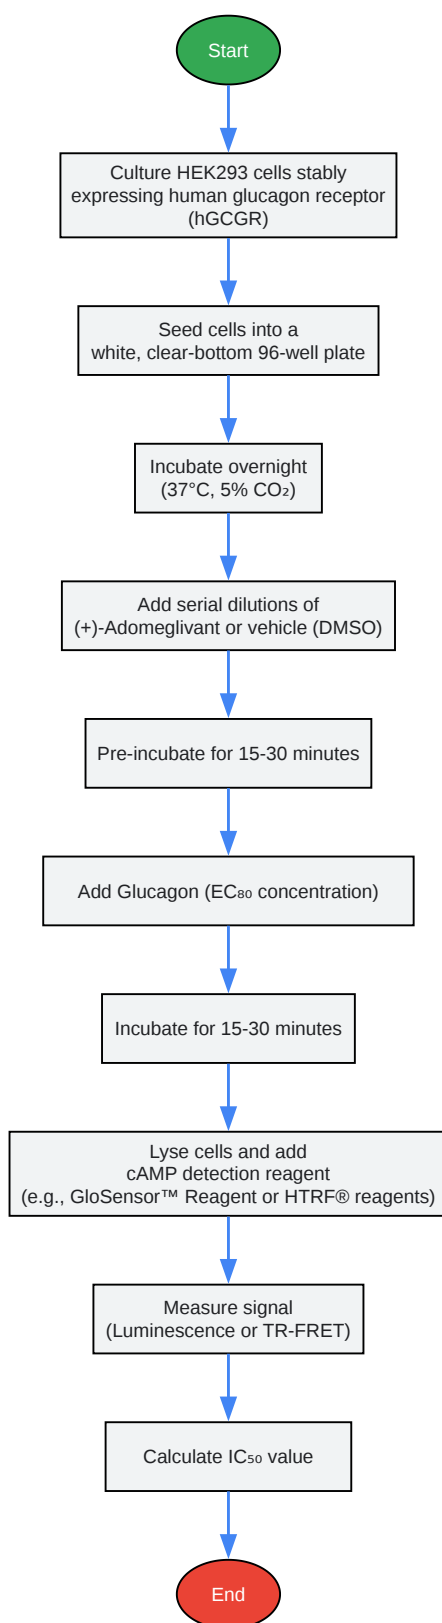 Start
Culture HEK293 cells stably
expressing human glucagon receptor
(hGCGR)
Seed cells into a
white, clear-bottom 96-well plate
Incubate overnight
(37°C, 5% CO₂)
Add serial dilutions of
(+)-Adomeglivant or vehicle (DMSO)
Pre-incubate for 15-30 minutes
Add Glucagon (EC₈₀ concentration)
Incubate for 15-30 minutes
Lyse cells and add
cAMP detection reagent
(e.g., GloSensor™ Reagent or HTRF® reagents)
Measure signal
(Luminescence or TR-FRET)
Calculate IC₅₀ value
End